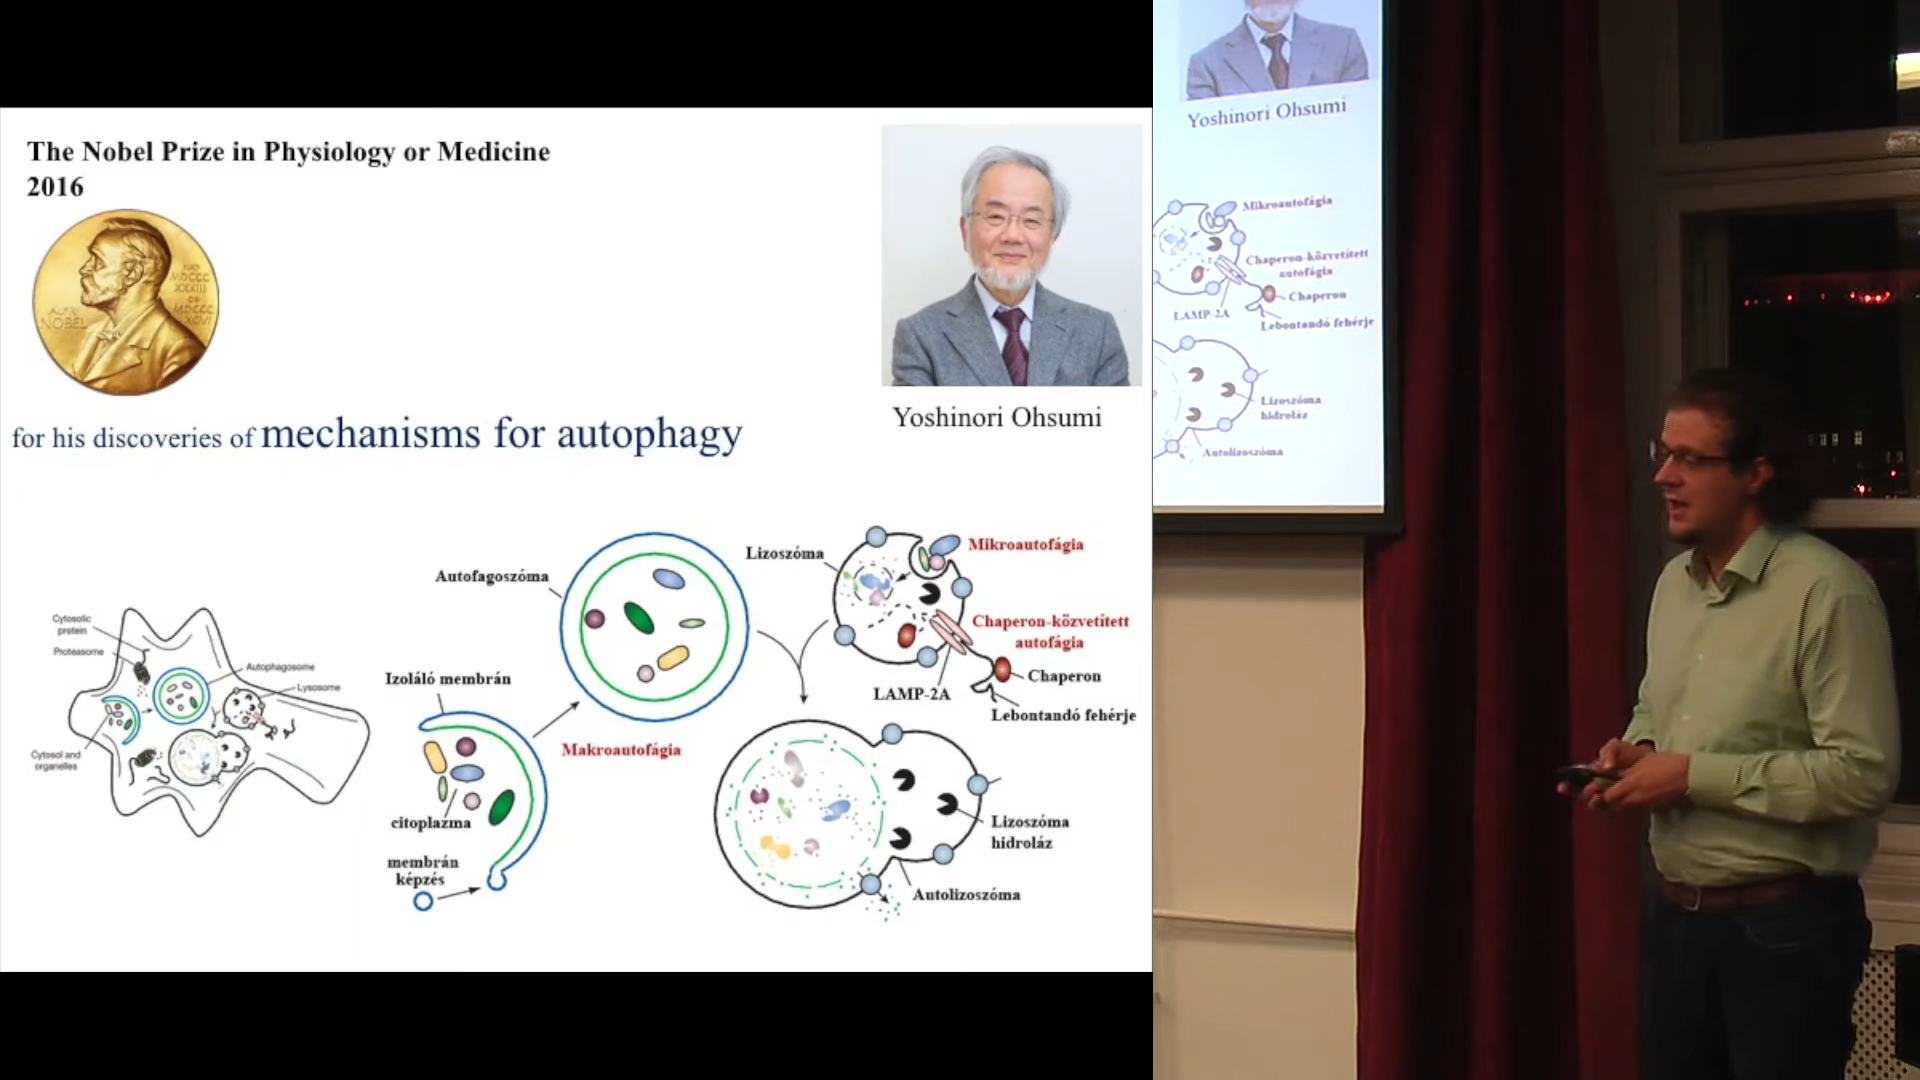 The Nobel Prize in Physiology or Medicine
2016
NOBEL
for his discoveries of mechanisms for autophagy
Yoshinori Ohsumi
Cytosolic
protein
Proteasome
Autophagosome
Lysosome
Cytosol and
organelles
Autofagoszóma
Izoláló membrán
Makroautofágia
citoplazma
membrán
képzés
Lizoszóma
Mikroautofágia
Chaperon-közvetített
autofágia
Chaperon
LAMP-2A
Lebontandó fehérje
Lizoszóma
hidroláz
Autolizoszóma
Yoshinori Ohsumi
Mikroautofágia
Chaperon-közvetített
autofágia
Chaperon
LAMP-2A
Lebontandó fehérje
Lizoszóma
hidroláz
Autolizoszóma